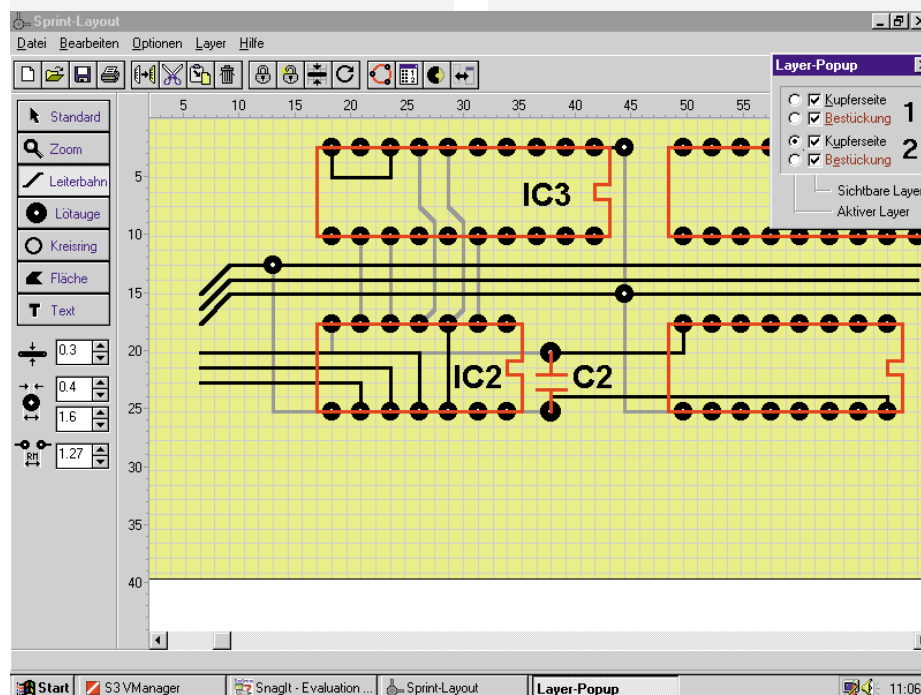 Sprint-Layout
Datei Bearbeiten Optionen Layer Hilfe
Layer-Popup
Kupferseite
Bestückung
1
Kupferseite
Bestückung
2
Sichtbare Layer
Aktiver Layer
5 10 15 20 25 30 35 40 45 50 55
Standard
Zoom
Leiterbahn
Lötauge
Kreisring
Fläche
Text
0.3
0.4
1.6
RM
1.27
5
10
15
20
25
30
35
40
IC3
IC2
C2
Start
S3 VManager
SnagIt - Evaluation ...
Sprint-Layout
Layer-Popup